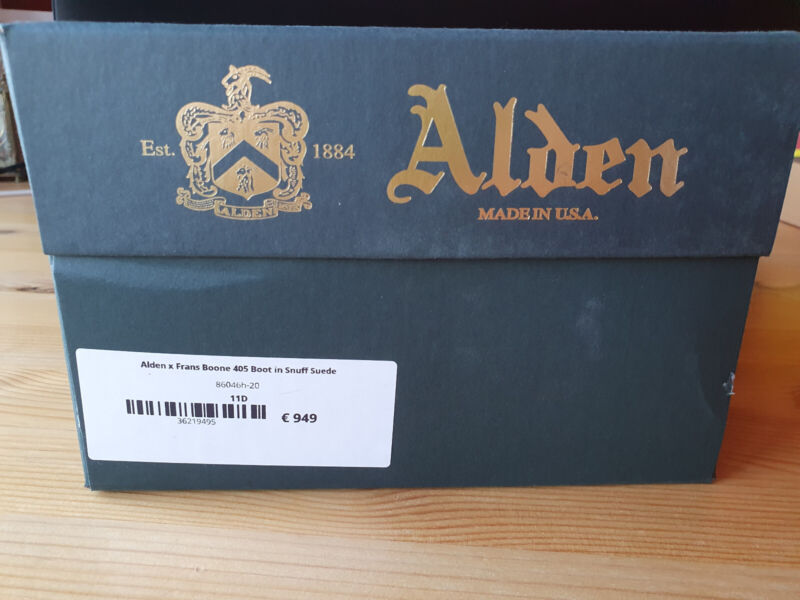 Est. 1884
ALDEN
Alden
MADE IN U.S.A.
Alden x Frans Boone 405 Boot in Snuff Suede
86046h-20
11D
36219495
€ 949